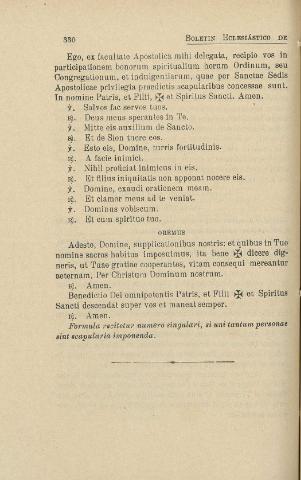 330 BOLETIN ECLESIÁSTICO DE
Ego, ex facultate Apostolica mihi delegata, recipio vos in
participationem bonorum spiritualium horum Ordinum, seu
Congregationum, et indulgentiarum, quae per Sanctae Sedis
Apostolicae privilegia praedictis scapularibus concessae sunt.
In nomine Patris, et Filii, ✠ et Spiritus Sancti. Amen.
℣. Salvos fac servos tuos.
℟. Deus meus sperantes in Te.
℣. Mitte eis auxilium de Sancto.
℟. Et de Sion tuere eos.
℣. Esto eis, Domine, turris fortitudinis.
℟. A facie inimici.
℣. Nihil proficiat inimicus in eis.
℟. Et filius iniquitatis non apponat nocere eis.
℣. Domine, exaudi orationem meam.
℟. Et clamor meus ad te veniat.
℣. Dominus vobiscum.
℟. Et cum spiritu tuo.
OREMUS
Adesto, Domine, supplicationibus nostris: et quibus in Tuo
nomine sacros habitus imposuimus, ita bene ✠ dicere dig-
neris, ut Tuae gratiae cooperantes, vitam consequi mereantur
aeternam, Per Christum Dominum nostrum.
℟. Amen.
Benedictio Dei omnipotentis Patris, et Filii ✠ et Spiritus
Sancti descendat super vos et maneat semper.
℟. Amen.
Formula recitetur numero singulari, si uni tantum personae
sint scapularia imponenda.